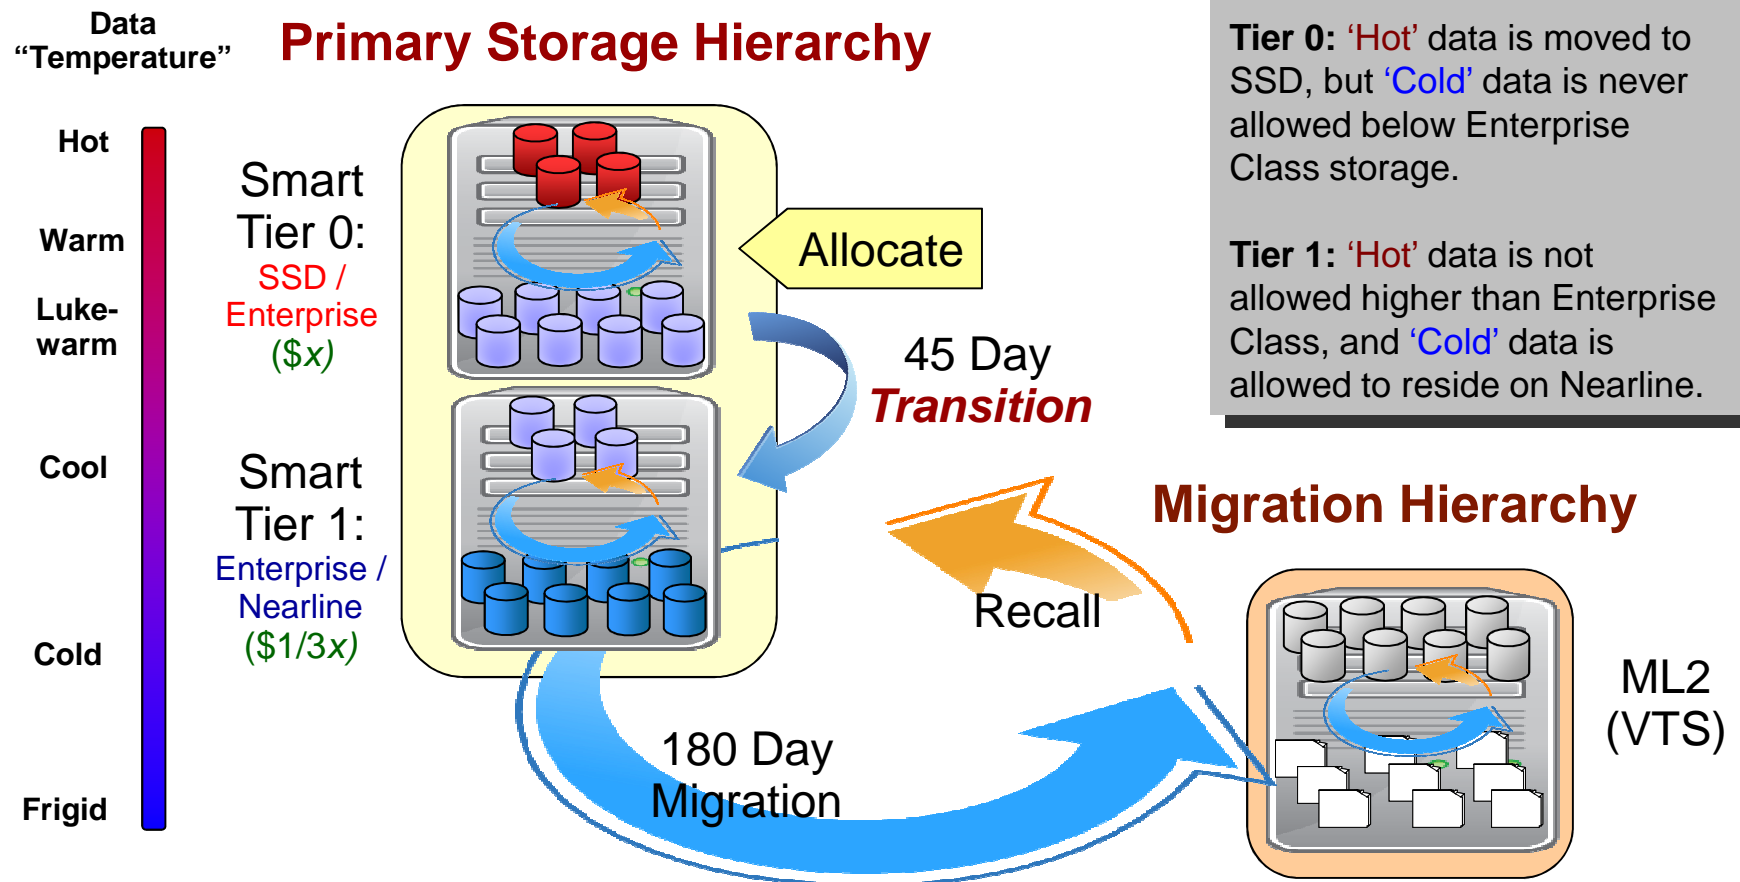 Data
“Temperature”
Primary Storage Hierarchy
Hot
Warm
Luke-
warm
Cool
Cold
Frigid
Smart
Tier 0:
SSD /
Enterprise
($x)
Smart
Tier 1:
Enterprise /
Nearline
($1/3x)
Allocate
45 Day
Transition
Tier 0: ‘Hot’ data is moved to
SSD, but ‘Cold’ data is never
allowed below Enterprise
Class storage.
Tier 1: ‘Hot’ data is not
allowed higher than Enterprise
Class, and ‘Cold’ data is
allowed to reside on Nearline.
Migration Hierarchy
Recall
180 Day
Migration
ML2
(VTS)